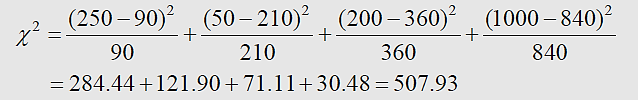 χ² = (250 − 90)² / 90 + (50 − 210)² / 210 + (200 − 360)² / 360 + (1000 − 840)² / 840
= 284.44 + 121.90 + 71.11 + 30.48 = 507.93